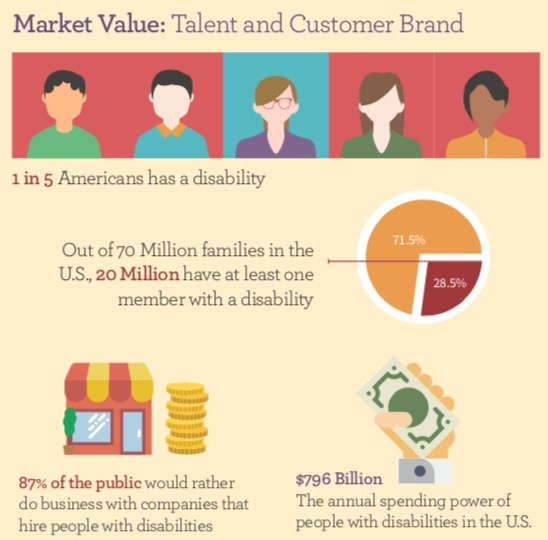 Market Value: Talent and Customer Brand
1 in 5 Americans has a disability
Out of 70 Million families in the
U.S., 20 Million have at least one
member with a disability
71.5%
28.5%
87% of the public would rather
do business with companies that
hire people with disabilities
$796 Billion
The annual spending power of
people with disabilities in the U.S.